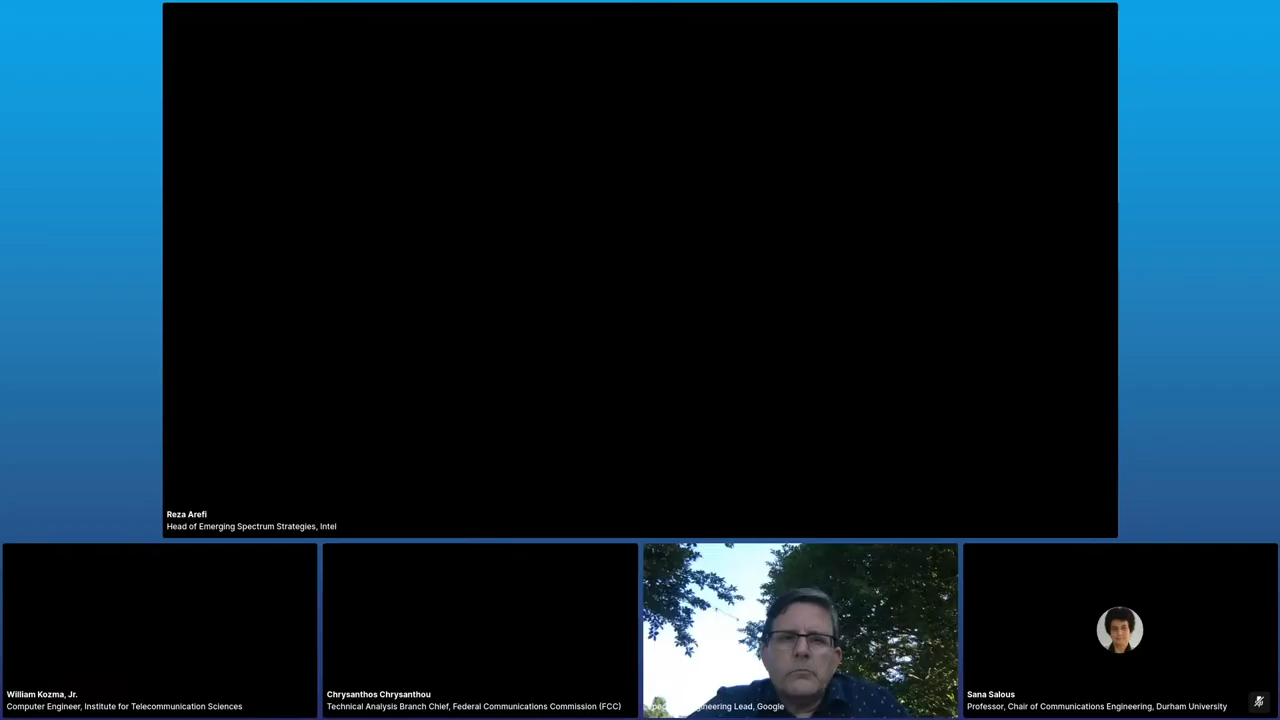 Reza Arefi
Head of Emerging Spectrum Strategies, Intel
William Kozma, Jr.
Computer Engineer, Institute for Telecommunication Sciences
Chrysanthos Chrysanthou
Technical Analysis Branch Chief, Federal Communications Commission (FCC)
Lead, Google
Sana Salous
Professor, Chair of Communications Engineering, Durham University